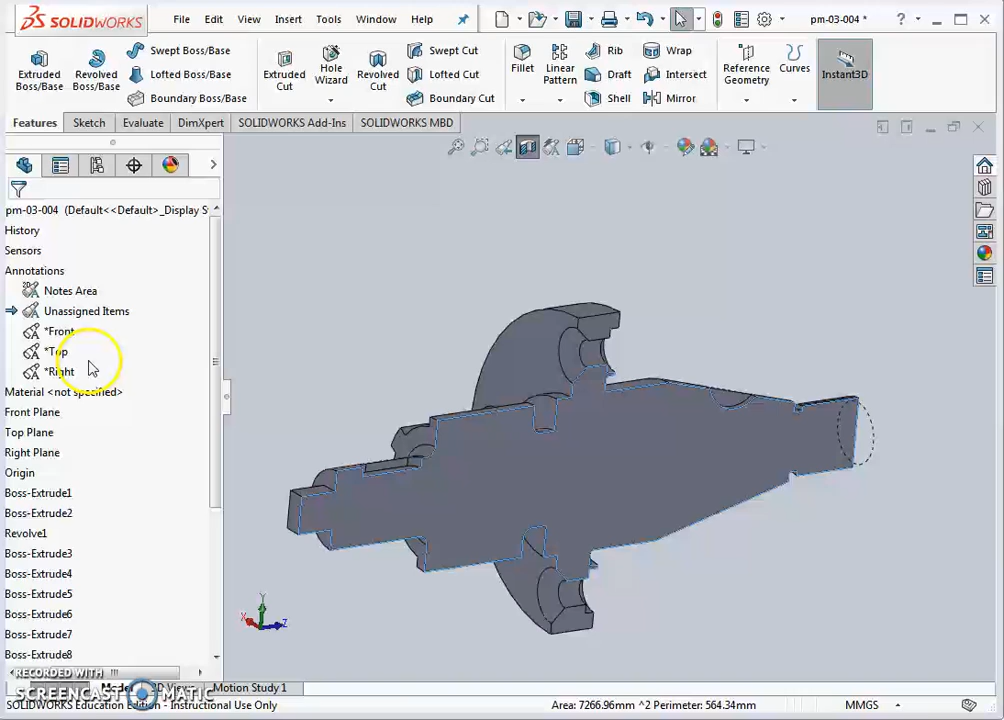 SOLIDWORKS File Edit View Insert Tools Window Help pm-03-004 * ?
Extruded Boss/Base
Revolved Boss/Base
Swept Boss/Base
Lofted Boss/Base
Boundary Boss/Base
Extruded Cut
Hole Wizard
Revolved Cut
Swept Cut
Lofted Cut
Boundary Cut
Fillet
Linear Pattern
Rib
Draft
Shell
Wrap
Intersect
Mirror
Reference Geometry
Curves
Instant3D
Features Sketch Evaluate DimXpert SOLIDWORKS Add-Ins SOLIDWORKS MBD
pm-03-004 (Default<<Default>_Display S
History
Sensors
Annotations
Notes Area
Unassigned Items
*Front
*Top
*Right
Material <not specified>
Front Plane
Top Plane
Right Plane
Origin
Boss-Extrude1
Boss-Extrude2
Revolve1
Boss-Extrude3
Boss-Extrude4
Boss-Extrude5
Boss-Extrude6
Boss-Extrude7
Boss-Extrude8
Y
X
Z
RECORDED WITH
SCREENCAST MATIC
Model 3D Views Motion Study 1
SOLIDWORKS Education Edition - Instructional Use Only Area: 7266.96mm ^2 Perimeter: 564.34mm MMGS